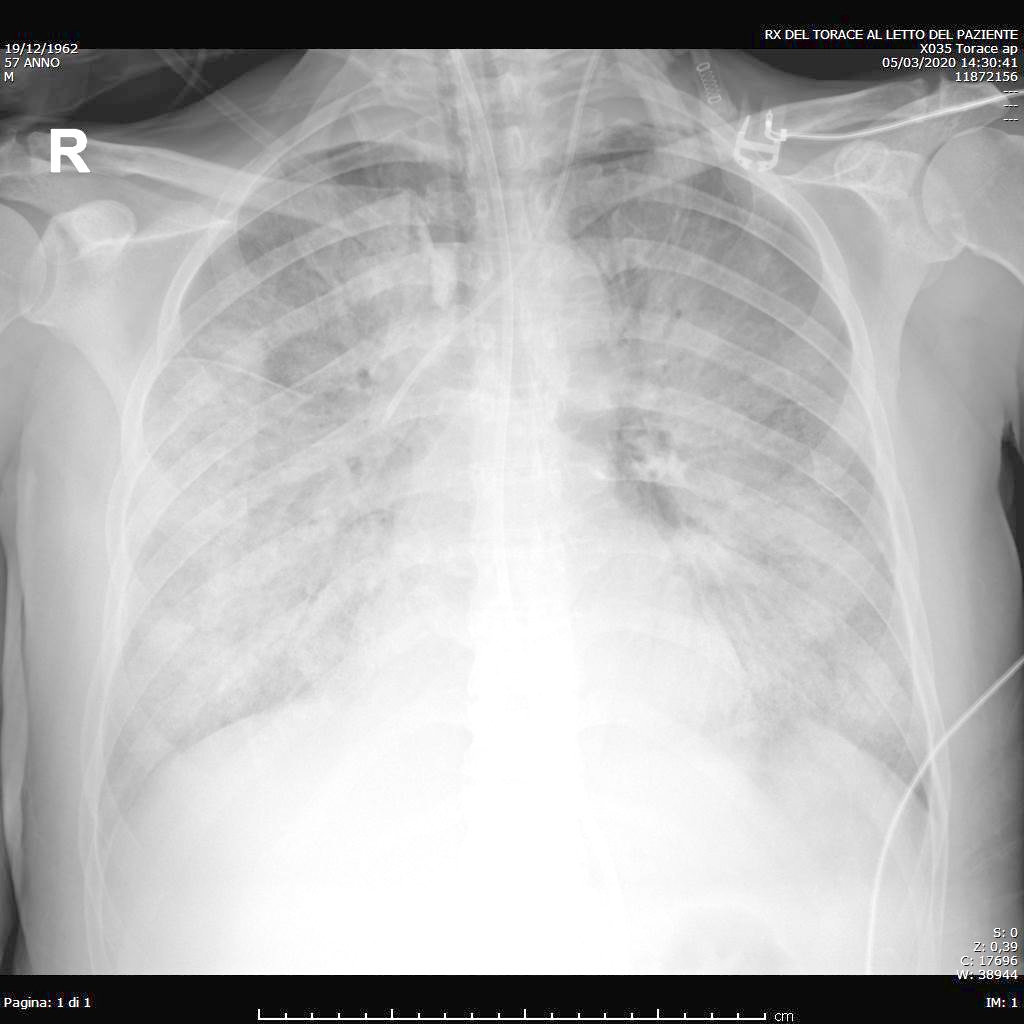 19/12/1962
57 ANNO
M
RX DEL TORACE AL LETTO DEL PAZIENTE
X035 Torace ap
05/03/2020 14:30:41
11872156
---
---
---
R
S: 0
Z: 0,39
C: 17696
W: 38944
Pagina: 1 di 1
cm
IM: 1